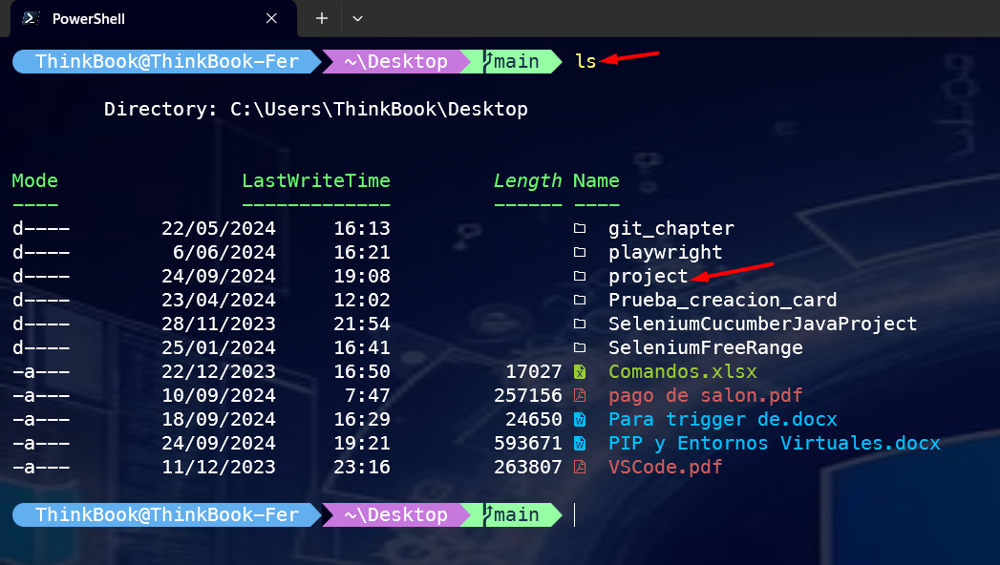 PowerShell
ThinkBook@ThinkBook-Fer ~\Desktop main ls
Directory: C:\Users\ThinkBook\Desktop
Mode LastWriteTime Length Name
---- ------------- ------ ----
d---- 22/05/2024 16:13 git_chapter
d---- 6/06/2024 16:21 playwright
d---- 24/09/2024 19:08 project
d---- 23/04/2024 12:02 Prueba_creacion_card
d---- 28/11/2023 21:54 SeleniumCucumberJavaProject
d---- 25/01/2024 16:41 SeleniumFreeRange
-a--- 22/12/2023 16:50 17027 Comandos.xlsx
-a--- 10/09/2024 7:47 257156 pago de salon.pdf
-a--- 18/09/2024 16:29 24650 Para trigger de.docx
-a--- 24/09/2024 19:21 593671 PIP y Entornos Virtuales.docx
-a--- 11/12/2023 23:16 263807 VSCode.pdf
ThinkBook@ThinkBook-Fer ~\Desktop main